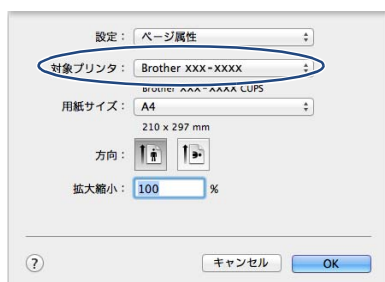 設定： ページ属性
対象プリンタ： Brother XXX-XXXX
Brother XXX-XXXX CUPS
用紙サイズ： A4
210 x 297 mm
方向：
拡大縮小： 100 %
? キャンセル OK